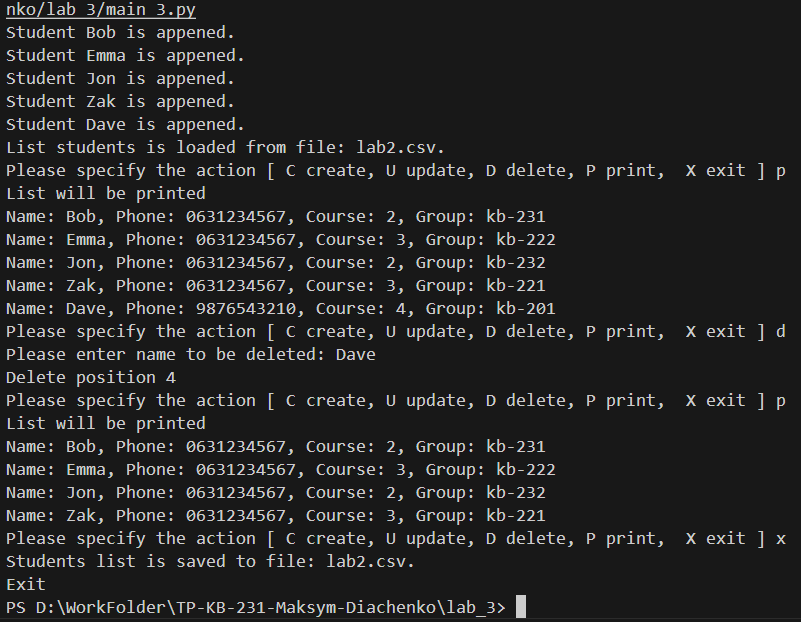 nko/lab_3/main_3.py
Student Bob is appened.
Student Emma is appened.
Student Jon is appened.
Student Zak is appened.
Student Dave is appened.
List students is loaded from file: lab2.csv.
Please specify the action [ C create, U update, D delete, P print,  X exit ] p
List will be printed
Name: Bob, Phone: 0631234567, Course: 2, Group: kb-231
Name: Emma, Phone: 0631234567, Course: 3, Group: kb-222
Name: Jon, Phone: 0631234567, Course: 2, Group: kb-232
Name: Zak, Phone: 0631234567, Course: 3, Group: kb-221
Name: Dave, Phone: 9876543210, Course: 4, Group: kb-201
Please specify the action [ C create, U update, D delete, P print,  X exit ] d
Please enter name to be deleted: Dave
Delete position 4
Please specify the action [ C create, U update, D delete, P print,  X exit ] p
List will be printed
Name: Bob, Phone: 0631234567, Course: 2, Group: kb-231
Name: Emma, Phone: 0631234567, Course: 3, Group: kb-222
Name: Jon, Phone: 0631234567, Course: 2, Group: kb-232
Name: Zak, Phone: 0631234567, Course: 3, Group: kb-221
Please specify the action [ C create, U update, D delete, P print,  X exit ] x
Students list is saved to file: lab2.csv.
Exit
PS D:\WorkFolder\TP-KB-231-Maksym-Diachenko\lab_3>